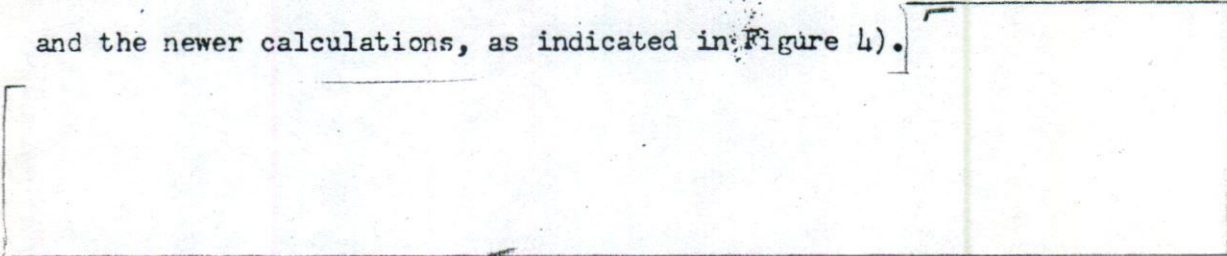 and the newer calculations, as indicated in Figure 4).